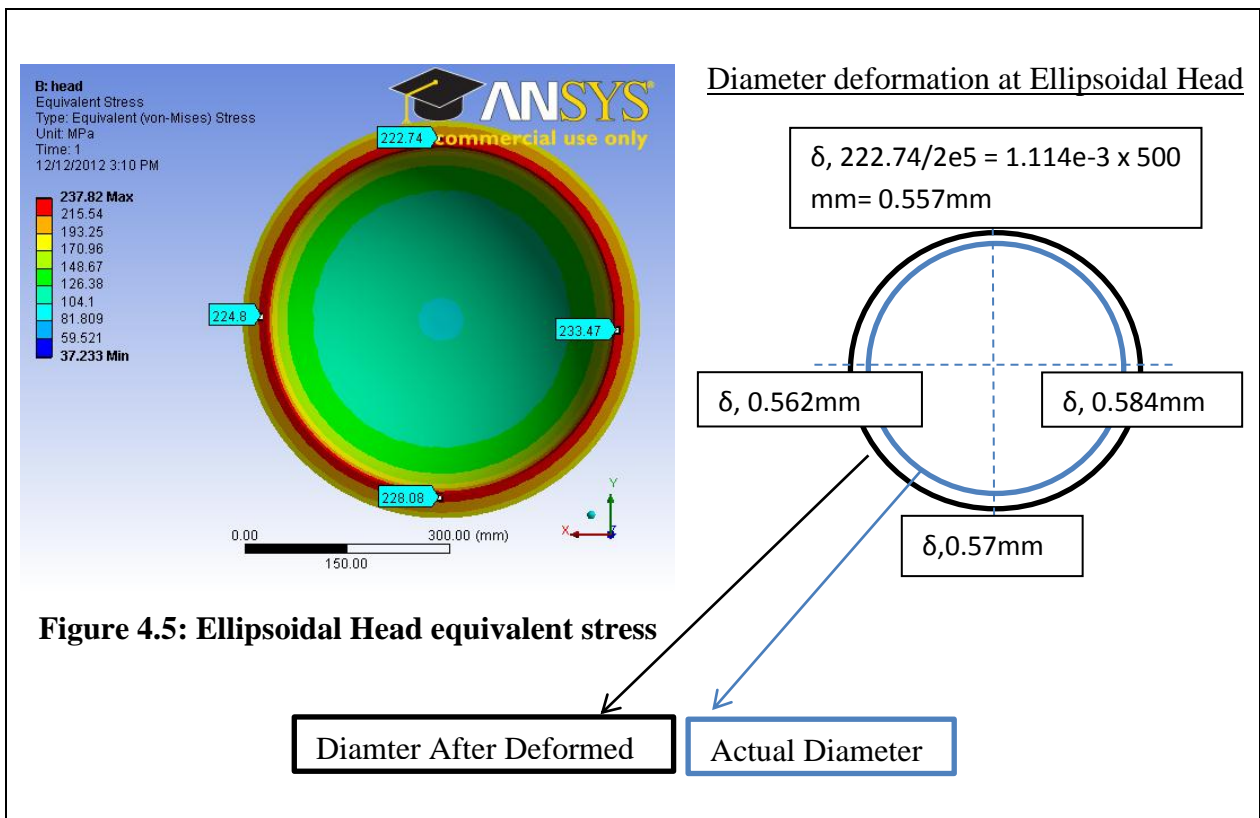 B: head
Equivalent Stress
Type: Equivalent (von-Mises) Stress
Unit: MPa
Time: 1
12/12/2012 3:10 PM
237.82 Max
215.54
193.25
170.96
148.67
126.38
104.1
81.809
59.521
37.233 Min
ANSYS
commercial use only
222.74
224.8
233.47
228.08
0.00
300.00 (mm)
150.00
Y
X
Z
Figure 4.5: Ellipsoidal Head equivalent stress
Diameter deformation at Ellipsoidal Head
δ, 222.74/2e5 = 1.114e-3 x 500
mm= 0.557mm
δ, 0.562mm
δ, 0.584mm
δ,0.57mm
Diamter After Deformed
Actual Diameter